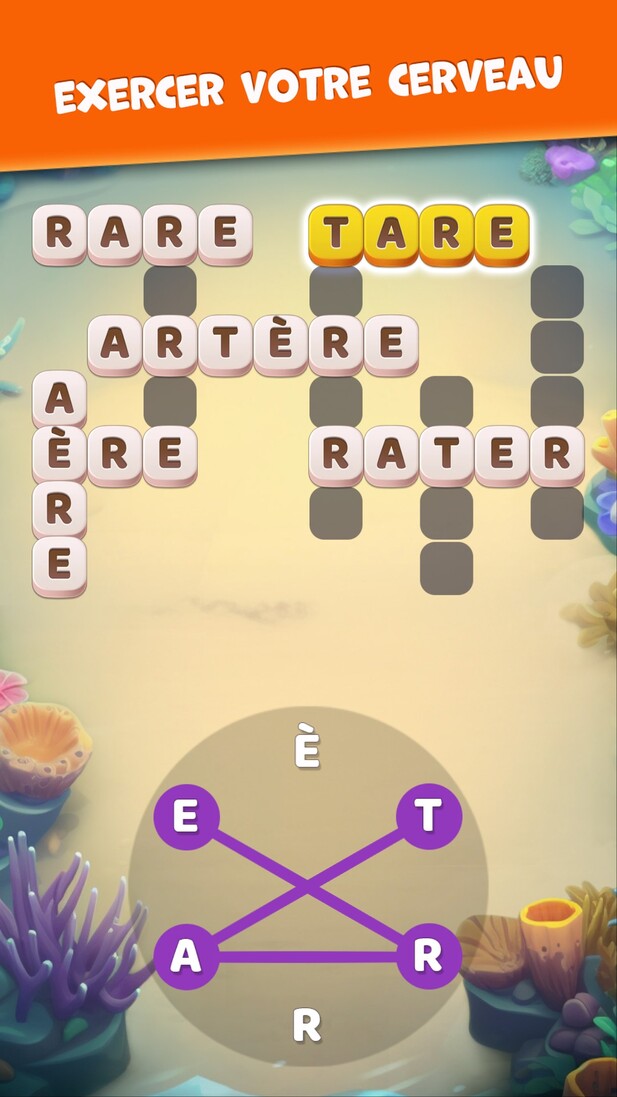 EXERCER VOTRE CERVEAU
RARE TARE
ARTÈRE
A
ÈRE RATER
R
E
È
E T
A R
R